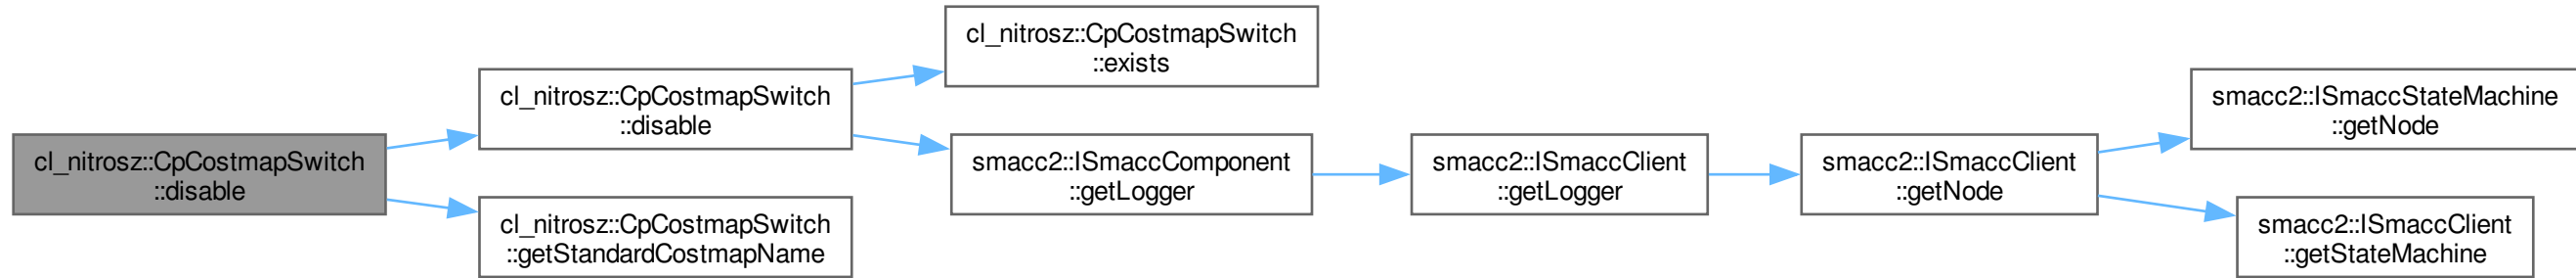 cl_nitrosz::CpCostmapSwitch
::disable
cl_nitrosz::CpCostmapSwitch
::disable
cl_nitrosz::CpCostmapSwitch
::getStandardCostmapName
cl_nitrosz::CpCostmapSwitch
::exists
smacc2::ISmaccComponent
::getLogger
smacc2::ISmaccClient
::getLogger
smacc2::ISmaccClient
::getNode
smacc2::ISmaccStateMachine
::getNode
smacc2::ISmaccClient
::getStateMachine